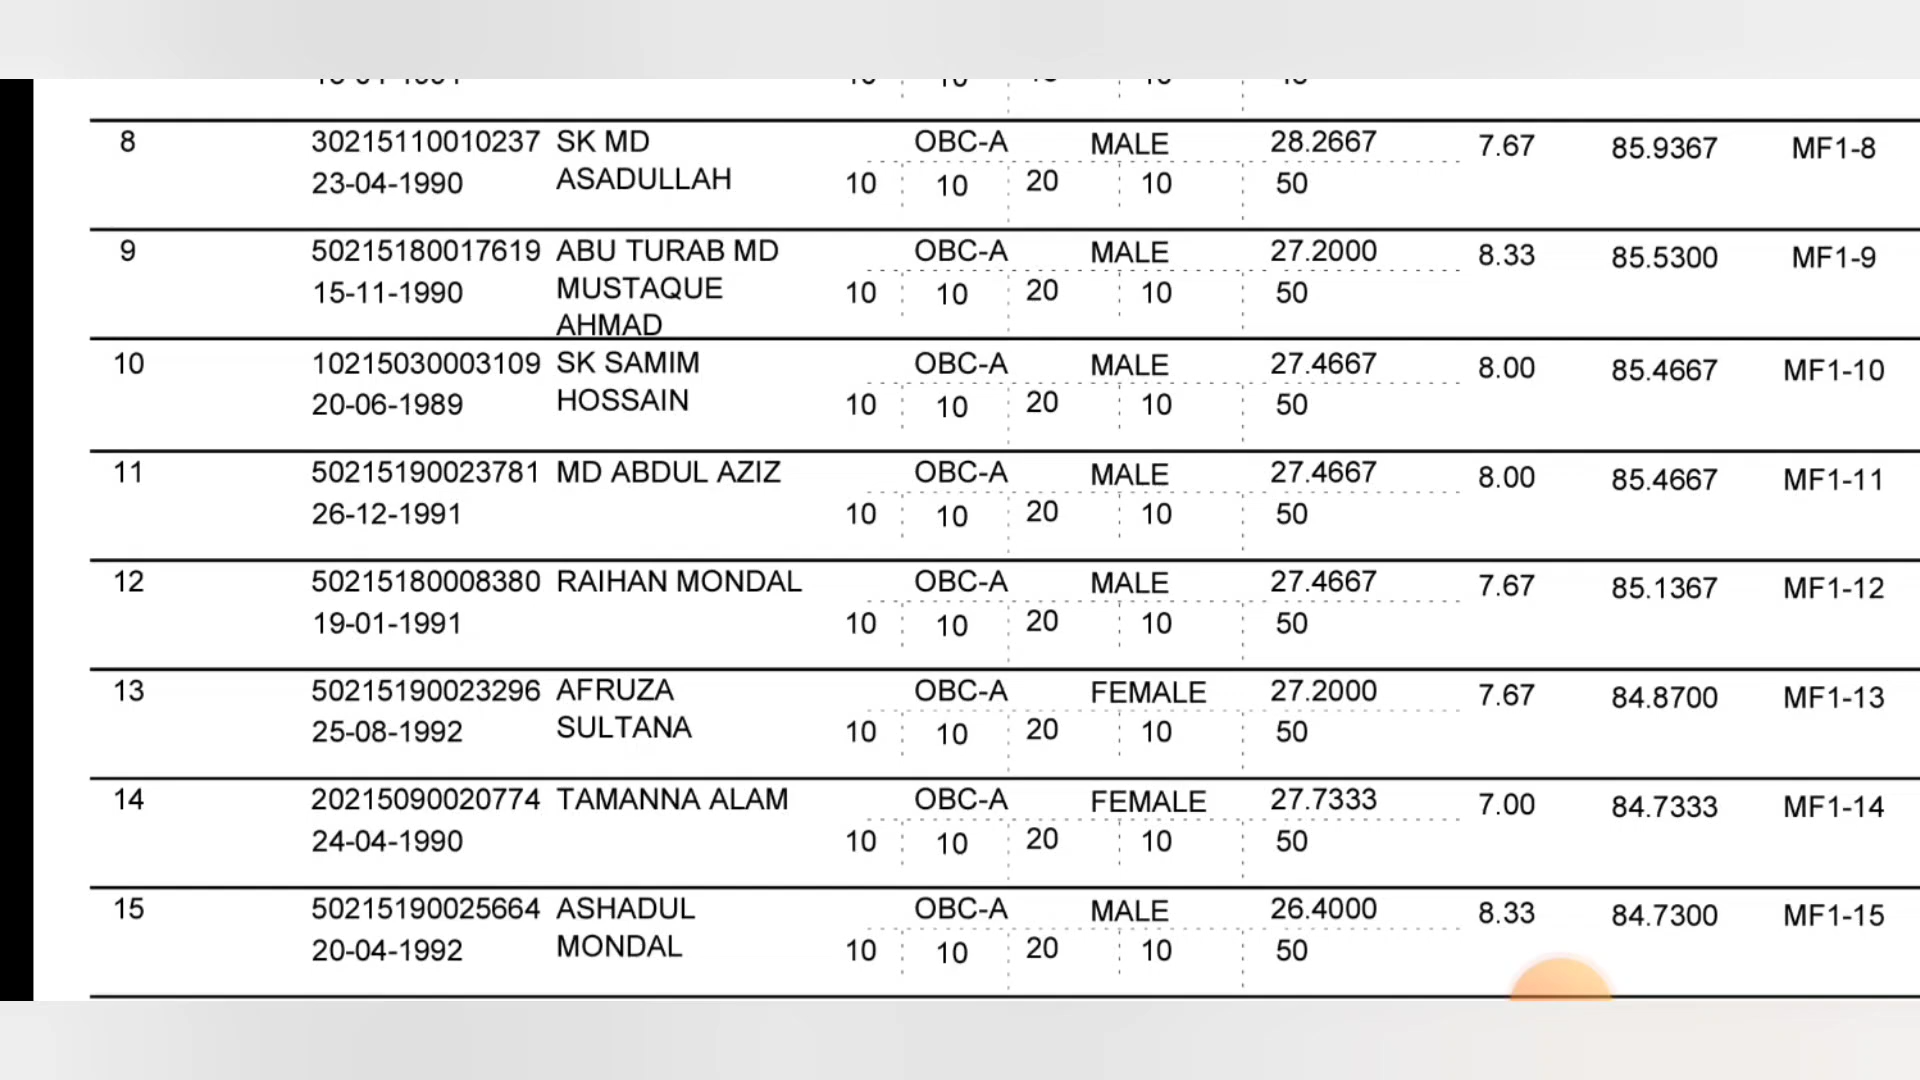 8 30215110010237 SK MD OBC-A MALE 28.2667 7.67 85.9367 MF1-8
23-04-1990 ASADULLAH 10 10 20 10 50
9 50215180017619 ABU TURAB MD OBC-A MALE 27.2000 8.33 85.5300 MF1-9
15-11-1990 MUSTAQUE 10 10 20 10 50
AHMAD
10 10215030003109 SK SAMIM OBC-A MALE 27.4667 8.00 85.4667 MF1-10
20-06-1989 HOSSAIN 10 10 20 10 50
11 50215190023781 MD ABDUL AZIZ OBC-A MALE 27.4667 8.00 85.4667 MF1-11
26-12-1991 10 10 20 10 50
12 50215180008380 RAIHAN MONDAL OBC-A MALE 27.4667 7.67 85.1367 MF1-12
19-01-1991 10 10 20 10 50
13 50215190023296 AFRUZA OBC-A FEMALE 27.2000 7.67 84.8700 MF1-13
25-08-1992 SULTANA 10 10 20 10 50
14 20215090020774 TAMANNA ALAM OBC-A FEMALE 27.7333 7.00 84.7333 MF1-14
24-04-1990 10 10 20 10 50
15 50215190025664 ASHADUL OBC-A MALE 26.4000 8.33 84.7300 MF1-15
20-04-1992 MONDAL 10 10 20 10 50